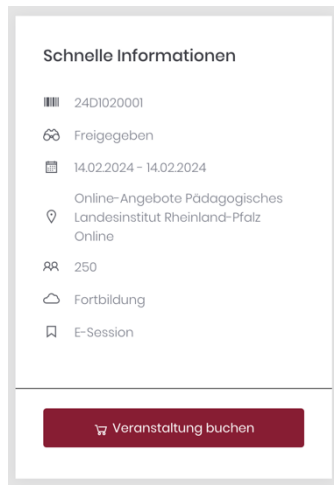 Schnelle Informationen
24D1020001
Freigegeben
14.02.2024 - 14.02.2024
Online-Angebote Pädagogisches
Landesinstitut Rheinland-Pfalz
Online
250
Fortbildung
E-Session
Veranstaltung buchen